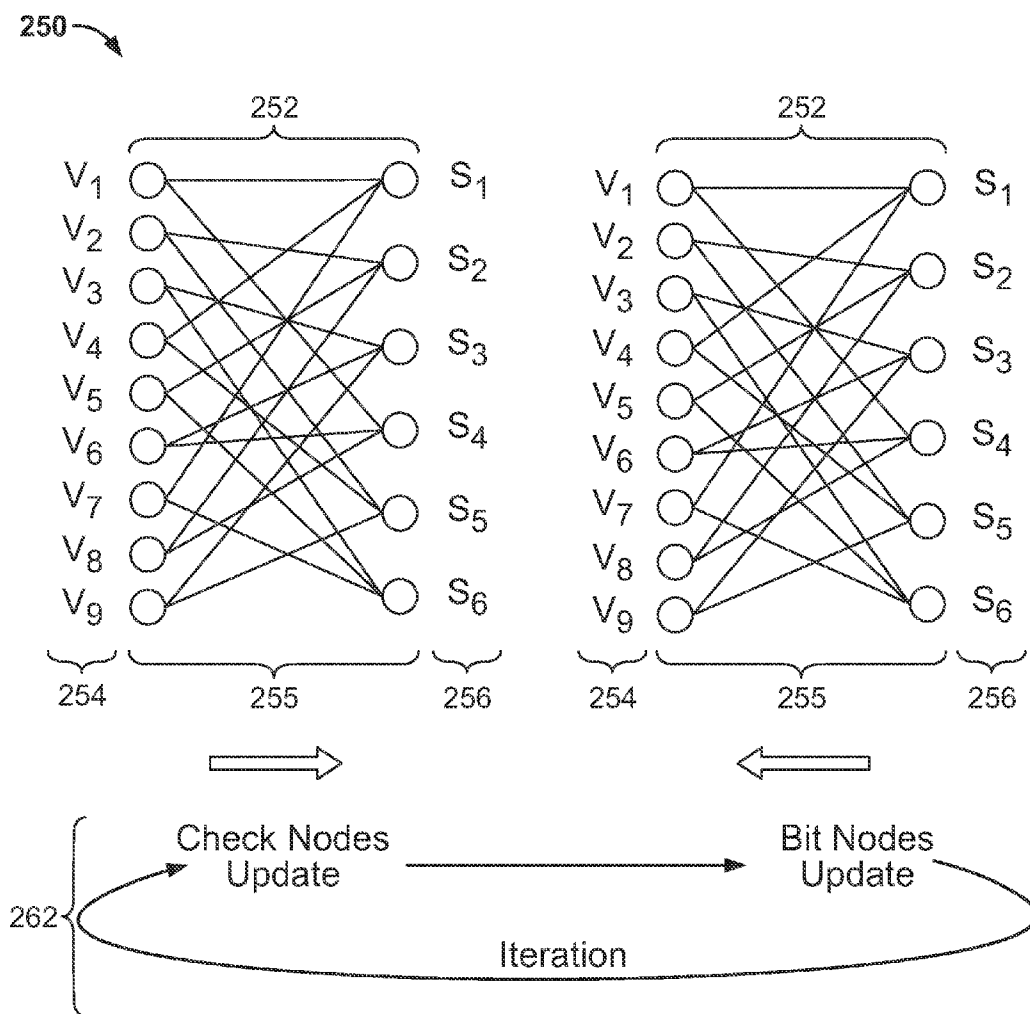 250
252
252
V1
V2
V3
V4
V5
V6
V7
V8
V9
S1
S2
S3
S4
S5
S6
V1
V2
V3
V4
V5
V6
V7
V8
V9
S1
S2
S3
S4
S5
S6
254
255
256
254
255
256
Check Nodes
Update
Bit Nodes
Update
262
Iteration